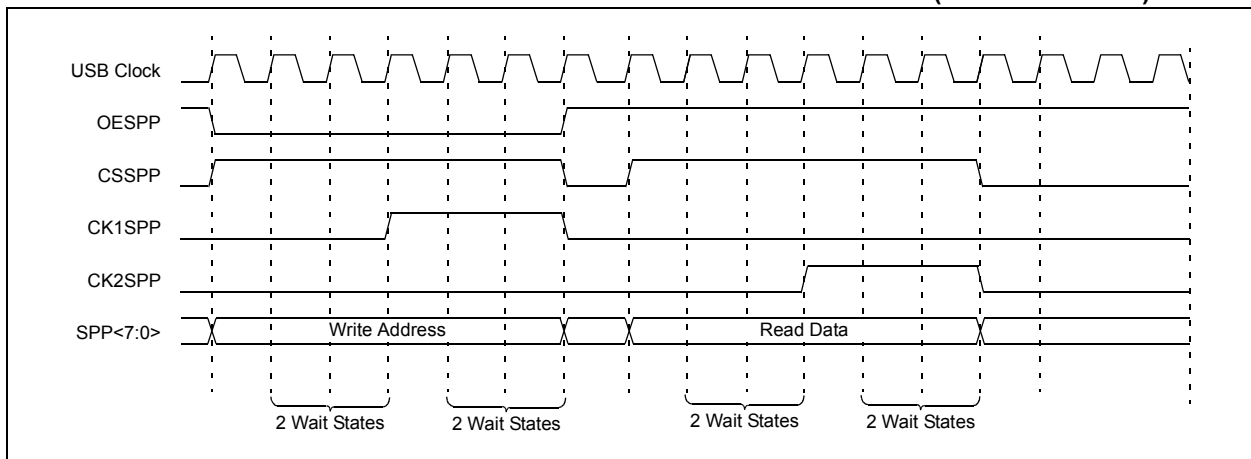 USB Clock
OESPP
CSSPP
CK1SPP
CK2SPP
SPP<7:0>
Write Address
Read Data
2 Wait States
2 Wait States
2 Wait States
2 Wait States